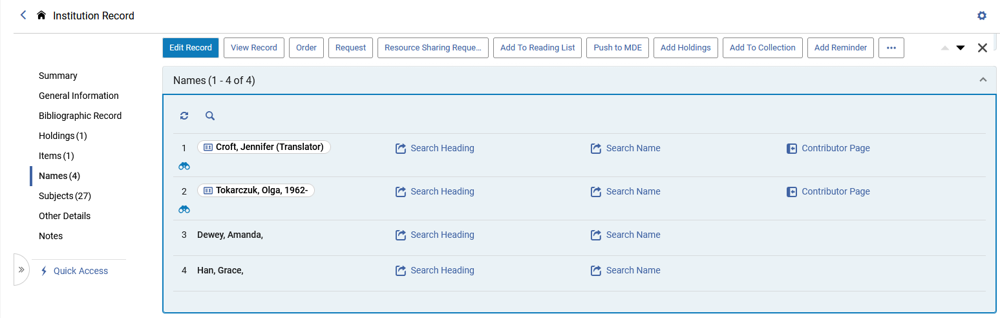 Institution Record
Edit Record View Record Order Request Resource Sharing Reque... Add To Reading List Push to MDE Add Holdings Add To Collection Add Reminder ...
Summary
General Information
Bibliographic Record
Holdings (1)
Items (1)
Names (4)
Subjects (27)
Other Details
Notes
Quick Access
Names (1 - 4 of 4)
1 Croft, Jennifer (Translator) Search Heading Search Name Contributor Page
2 Tokarczuk, Olga, 1962- Search Heading Search Name Contributor Page
3 Dewey, Amanda, Search Heading Search Name
4 Han, Grace, Search Heading Search Name